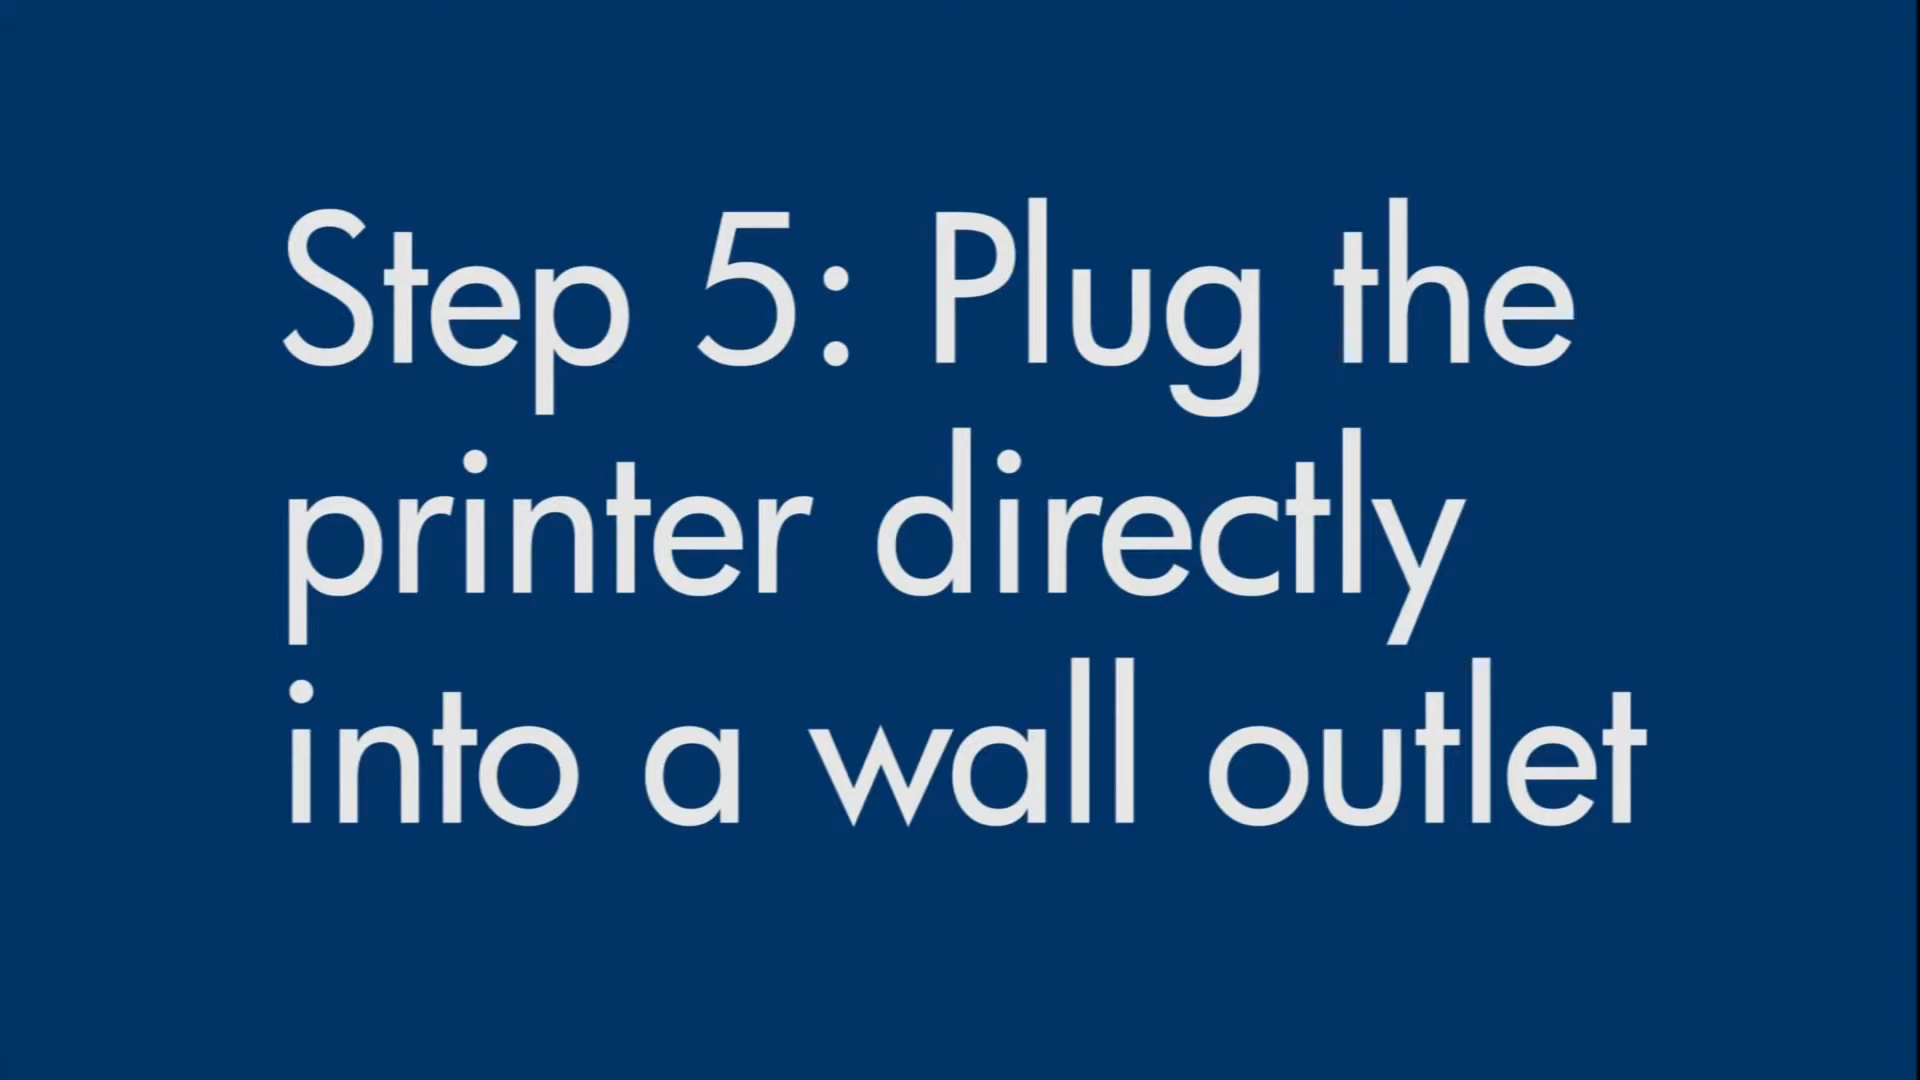 Step 5: Plug the
printer directly
into a wall outlet